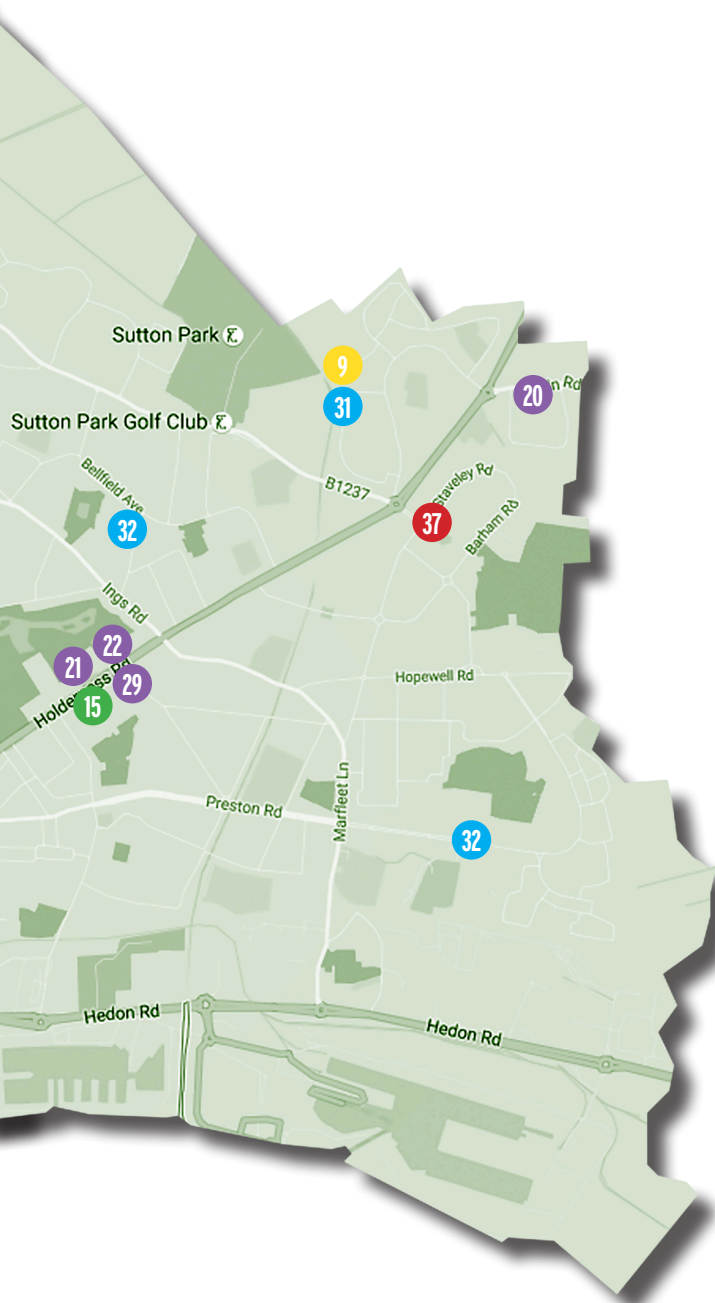 Sutton Park
9
20
n Rd
31
Sutton Park Golf Club
Bellfield Ave
B1237
Staveley Rd
37
32
Barham Rd
Ings Rd
22
21
29
Holderness Rd
15
Hopewell Rd
Marfleet Ln
Preston Rd
32
Hedon Rd
Hedon Rd